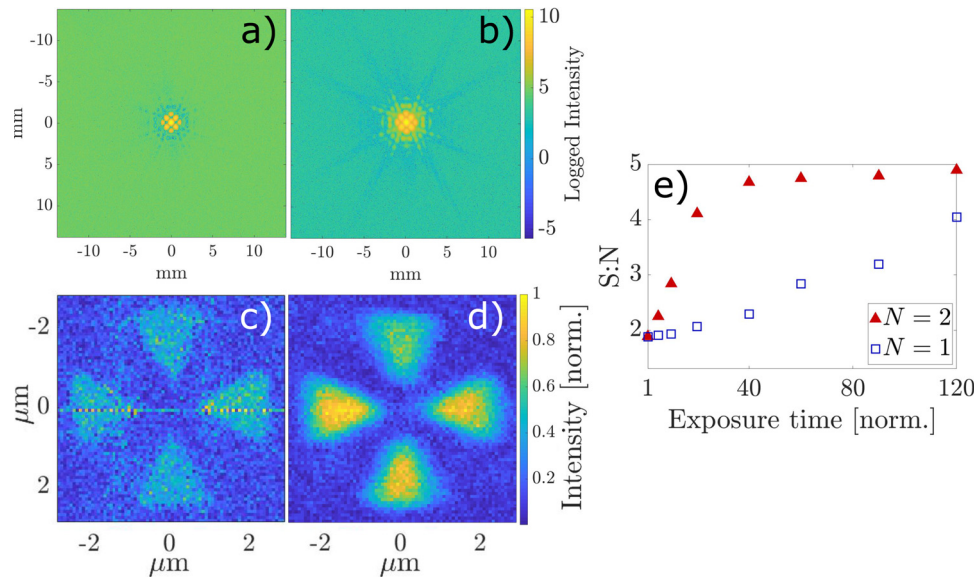 a)
b)
-10
-5
0
5
10
mm
-10 -5 0 5 10
mm
-10 -5 0 5 10
mm
10
5
0
-5
Logged Intensity
c)
d)
-2
0
2
μm
-2 0 2
μm
-2 0 2
μm
1
0.8
0.6
0.4
0.2
Intensity [norm.]
e)
5
4
3
2
S:N
N = 2
N = 1
1 40 80 120
Exposure time [norm.]